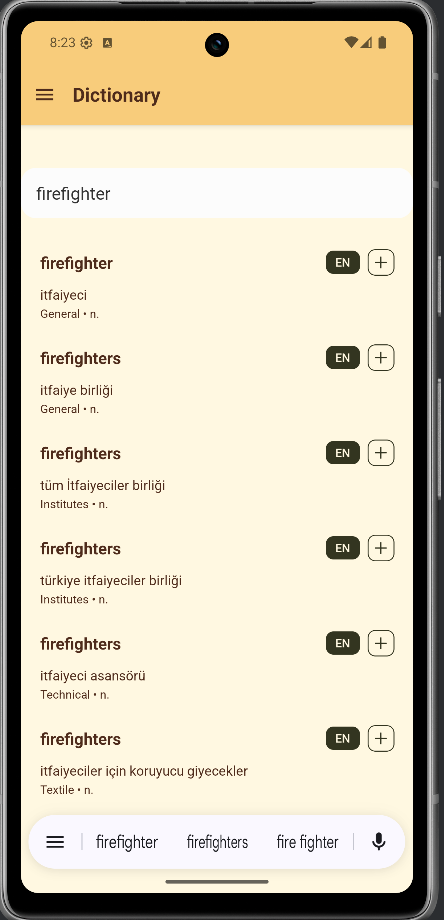 8:23
Dictionary
firefighter
firefighter EN
itfaiyeci
General • n.
firefighters EN
itfaiye birliği
General • n.
firefighters EN
tüm İtfaiyeciler birliği
Institutes • n.
firefighters EN
türkiye itfaiyeciler birliği
Institutes • n.
firefighters EN
itfaiyeci asansörü
Technical • n.
firefighters EN
itfaiyeciler için koruyucu giyecekler
Textile • n.
firefighter firefighters fire fighter